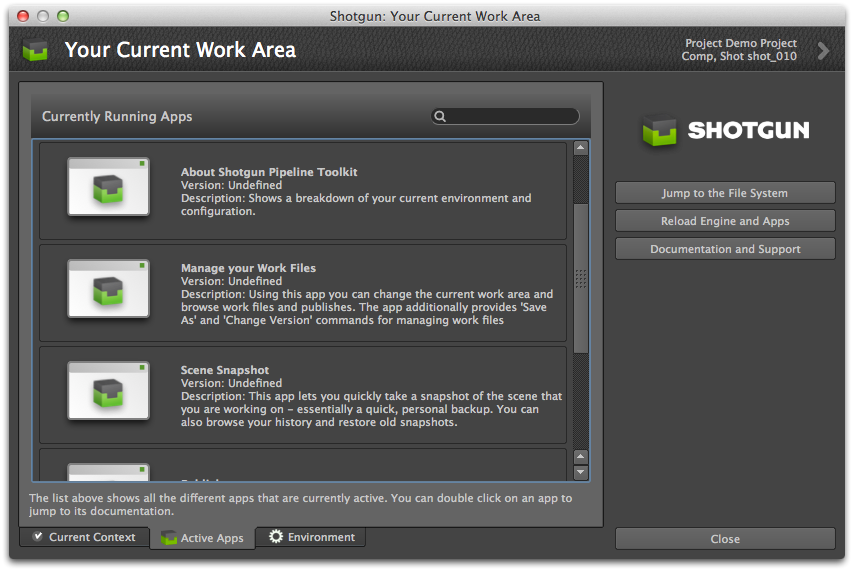 Shotgun: Your Current Work Area
Your Current Work Area
Project Demo Project
Comp, Shot shot_010
Currently Running Apps
About Shotgun Pipeline Toolkit
Version: Undefined
Description: Shows a breakdown of your current environment and
configuration.
Manage your Work Files
Version: Undefined
Description: Using this app you can change the current work area and
browse work files and publishes. The app additionally provides 'Save
As' and 'Change Version' commands for managing work files
Scene Snapshot
Version: Undefined
Description: This app lets you quickly take a snapshot of the scene that
you are working on – essentially a quick, personal backup. You can
also browse your history and restore old snapshots.
The list above shows all the different apps that are currently active. You can double click on an app to
jump to its documentation.
Current Context
Active Apps
Environment
SHOTGUN
Jump to the File System
Reload Engine and Apps
Documentation and Support
Close